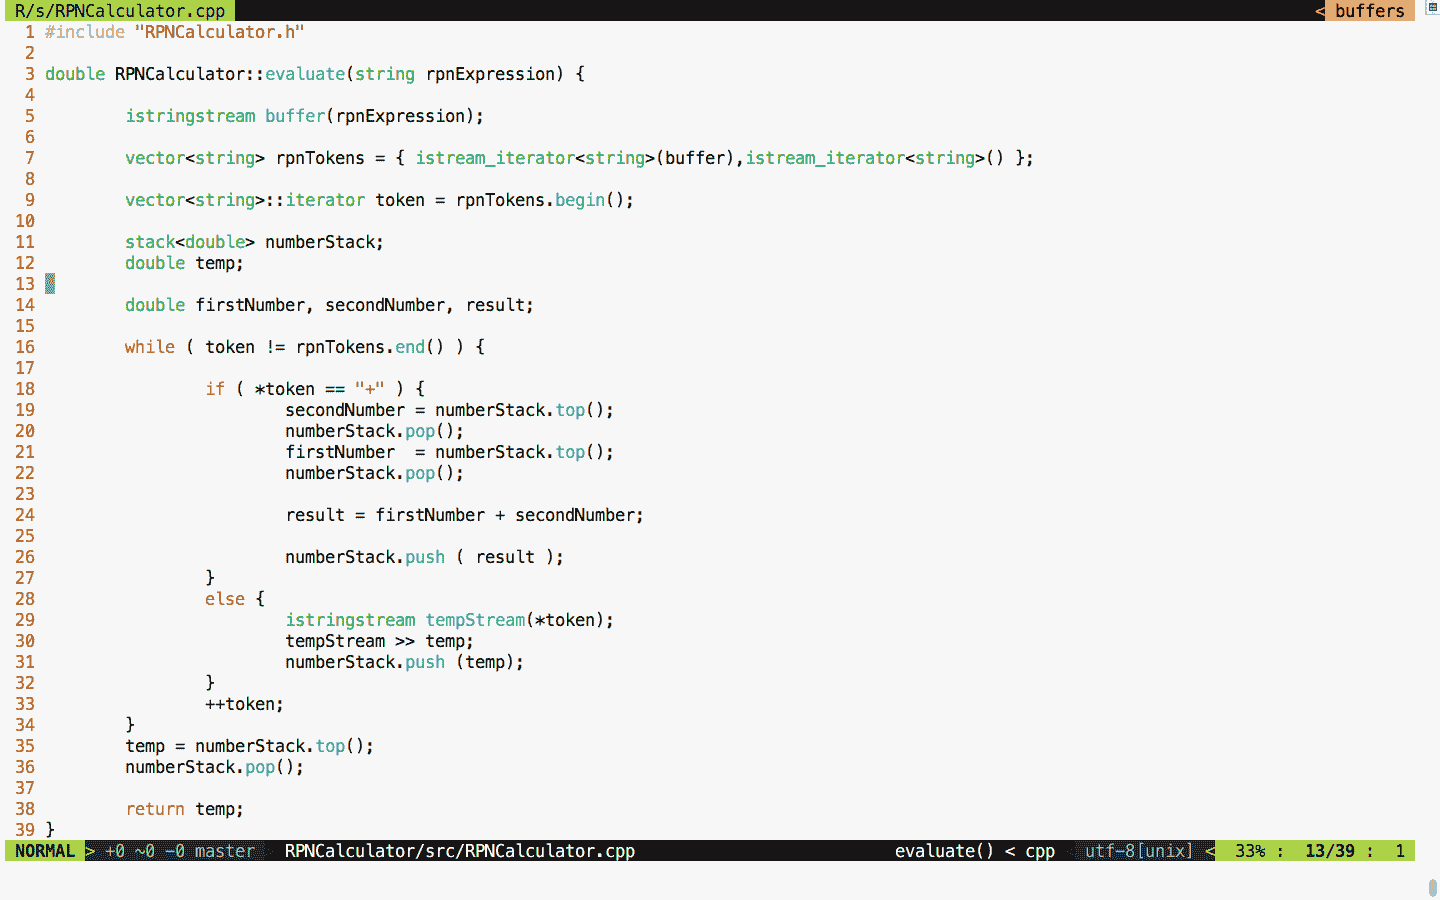 R/s/RPNCalculator.cpp < buffers
1 #include "RPNCalculator.h"
2
3 double RPNCalculator::evaluate(string rpnExpression) {
4
5         istringstream buffer(rpnExpression);
6
7         vector<string> rpnTokens = { istream_iterator<string>(buffer),istream_iterator<string>() };
8
9         vector<string>::iterator token = rpnTokens.begin();
10
11         stack<double> numberStack;
12         double temp;
13
14         double firstNumber, secondNumber, result;
15
16         while ( token != rpnTokens.end() ) {
17
18                 if ( *token == "+" ) {
19                         secondNumber = numberStack.top();
20                         numberStack.pop();
21                         firstNumber  = numberStack.top();
22                         numberStack.pop();
23
24                         result = firstNumber + secondNumber;
25
26                         numberStack.push ( result );
27                 }
28                 else {
29                         istringstream tempStream(*token);
30                         tempStream >> temp;
31                         numberStack.push (temp);
32                 }
33                 ++token;
34         }
35         temp = numberStack.top();
36         numberStack.pop();
37
38         return temp;
39 }
NORMAL > +0 ~0 -0 master RPNCalculator/src/RPNCalculator.cpp evaluate() < cpp utf-8[unix] < 33% : 13/39 : 1